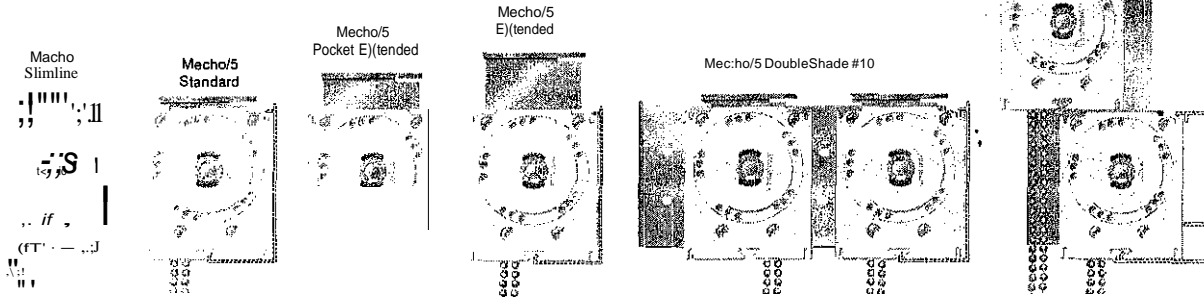 Macho
Slimline
Mecho/5
Standard
Mecho/5
Pocket E)(tended
Mecho/5
E)(tended
Mec:ho/5 DoubleShade #10